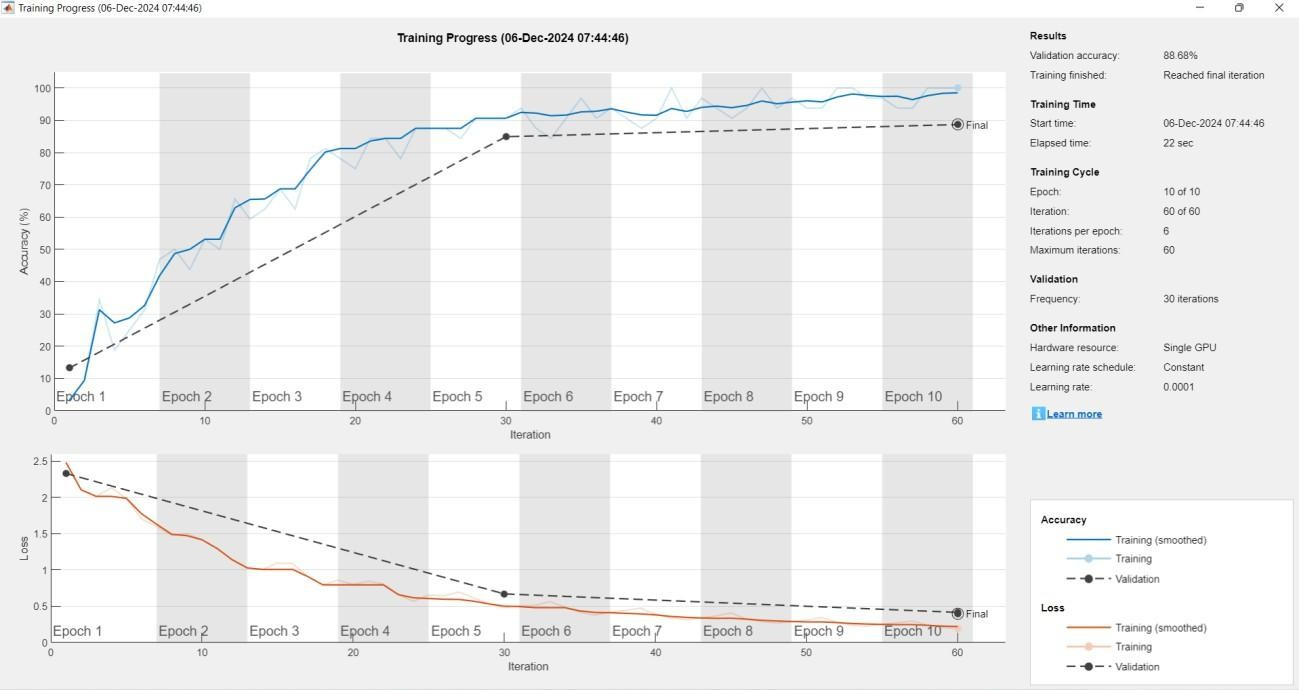 Training Progress (06-Dec-2024 07:44:46)
Training Progress (06-Dec-2024 07:44:46)
100
90
80
70
60
50
40
30
20
10
0
Accuracy (%)
Final
Epoch 1 Epoch 2 Epoch 3 Epoch 4 Epoch 5 Epoch 6 Epoch 7 Epoch 8 Epoch 9 Epoch 10
0 10 20 30 40 50 60
Iteration
2.5
2
1.5
1
0.5
0
Loss
Final
Epoch 1 Epoch 2 Epoch 3 Epoch 4 Epoch 5 Epoch 6 Epoch 7 Epoch 8 Epoch 9 Epoch 10
0 10 20 30 40 50 60
Iteration
Results
Validation accuracy: 88.68%
Training finished: Reached final iteration
Training Time
Start time: 06-Dec-2024 07:44:46
Elapsed time: 22 sec
Training Cycle
Epoch: 10 of 10
Iteration: 60 of 60
Iterations per epoch: 6
Maximum iterations: 60
Validation
Frequency: 30 iterations
Other Information
Hardware resource: Single GPU
Learning rate schedule: Constant
Learning rate: 0.0001
i Learn more
Accuracy
Training (smoothed)
Training
Validation
Loss
Training (smoothed)
Training
Validation